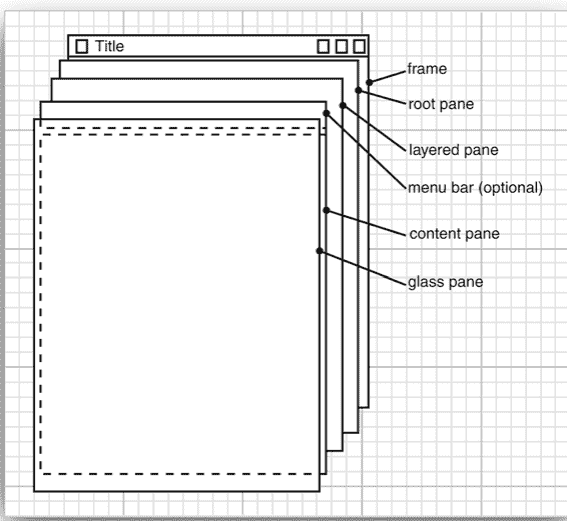 Title
frame
root pane
layered pane
menu bar (optional)
content pane
glass pane